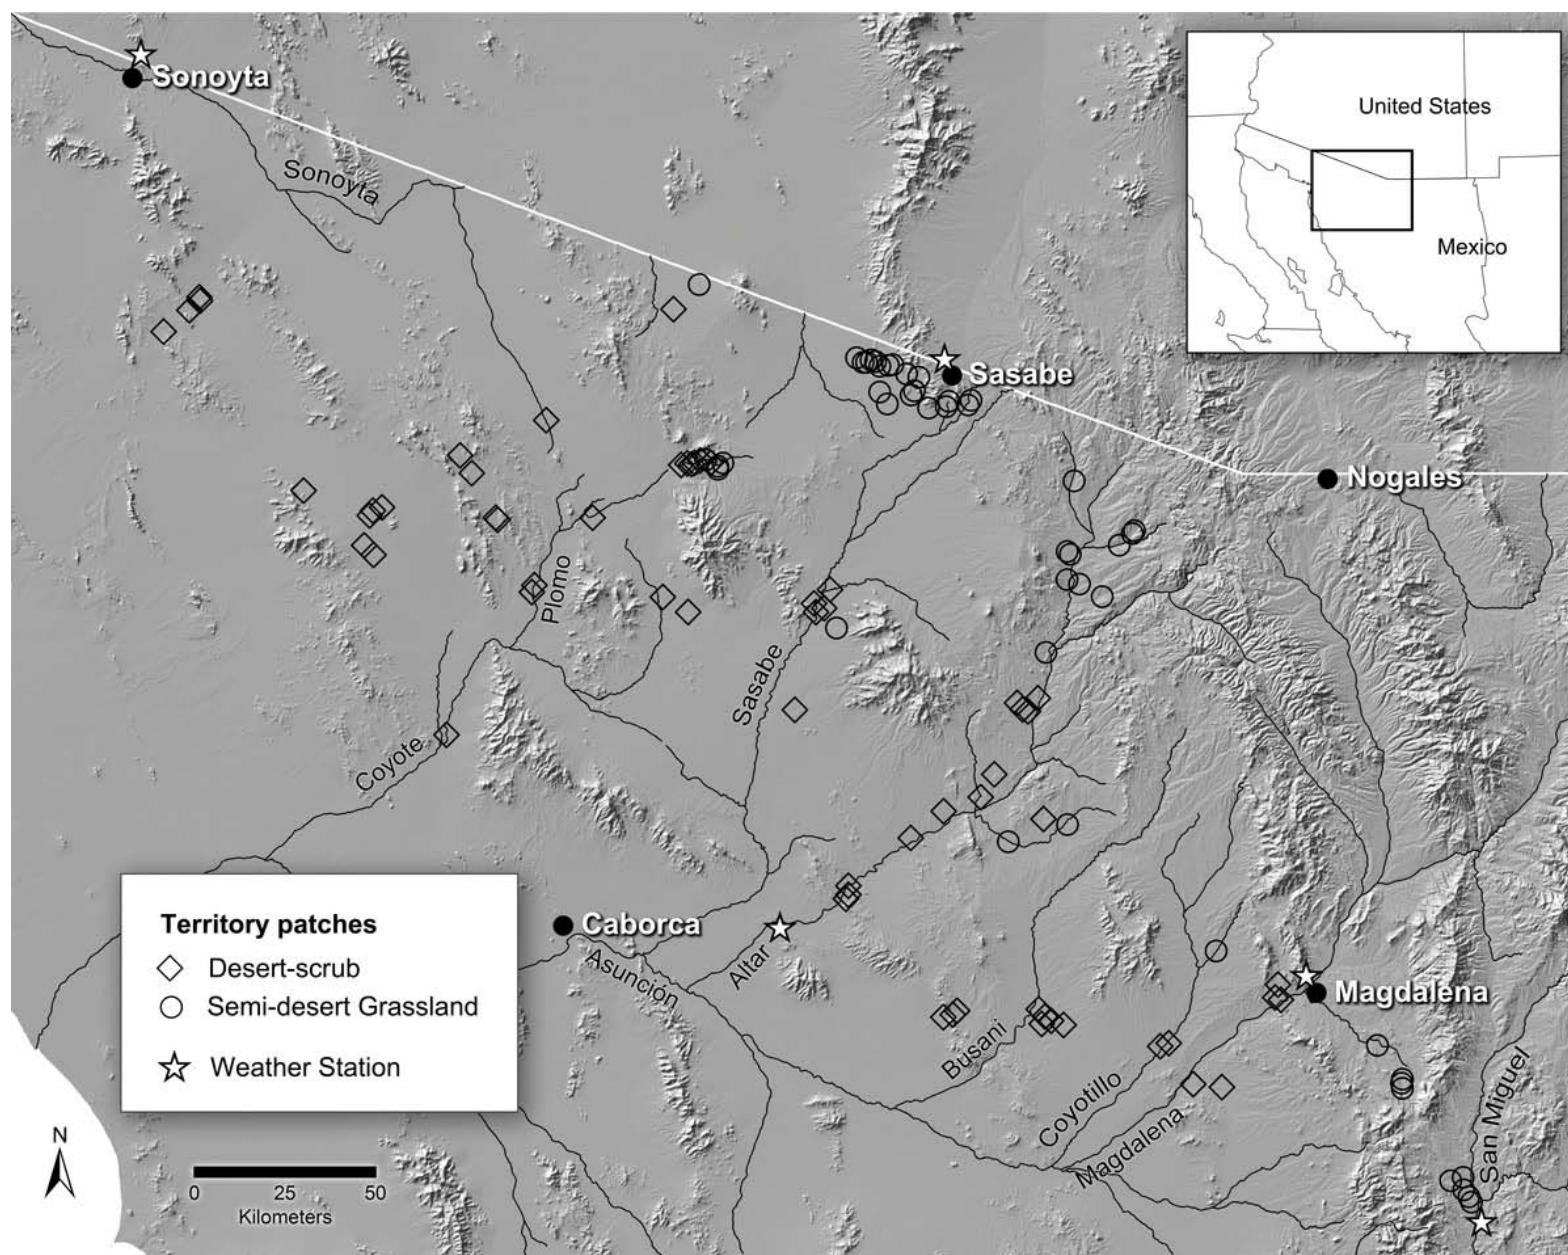 Sonoyta
Sonoyta
United States
Mexico
Sasabe
Nogales
Plomo
Sasabe
Coyote
Territory patches
Desert-scrub
Semi-desert Grassland
Weather Station
Caborca
Asunción
Altar
Magdalena
Busani
Coyotillo
Magdalena
San Miguel
N
0 25 50
Kilometers